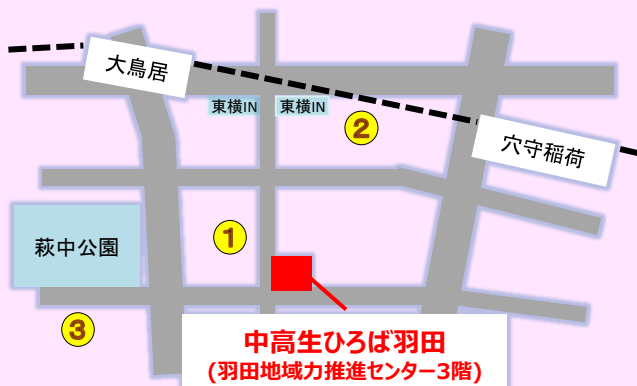 大鳥居
東横IN
東横IN
②
穴守稲荷
①
萩中公園
③
中高生ひろば羽田
(羽田地域力推進センター3階)